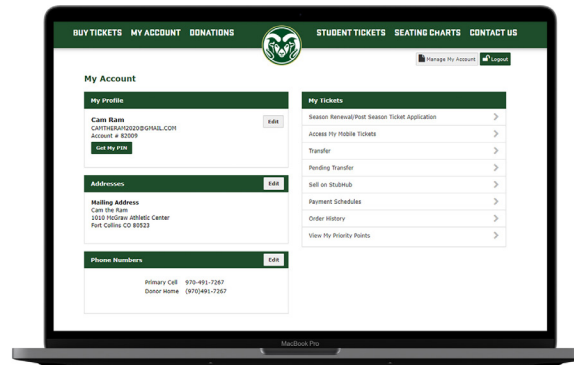 BUY TICKETS MY ACCOUNT DONATIONS STUDENT TICKETS SEATING CHARTS CONTACT US
Manage My Account Logout
My Account
My Profile
Cam Ram
Edit
CAMTHERAM2020@GMAIL.COM
Account # 82009
Get My PIN
Addresses
Edit
Mailing Address
Cam the Ram
1010 McGraw Athletic Center
Fort Collins CO 80523
Phone Numbers
Edit
Primary Cell 970-491-7267
Donor Home (970)491-7267
My Tickets
Season Renewal/Post Season Ticket Application
Access My Mobile Tickets
Transfer
Pending Transfer
Sell on StubHub
Payment Schedules
Order History
View My Priority Points
MacBook Pro